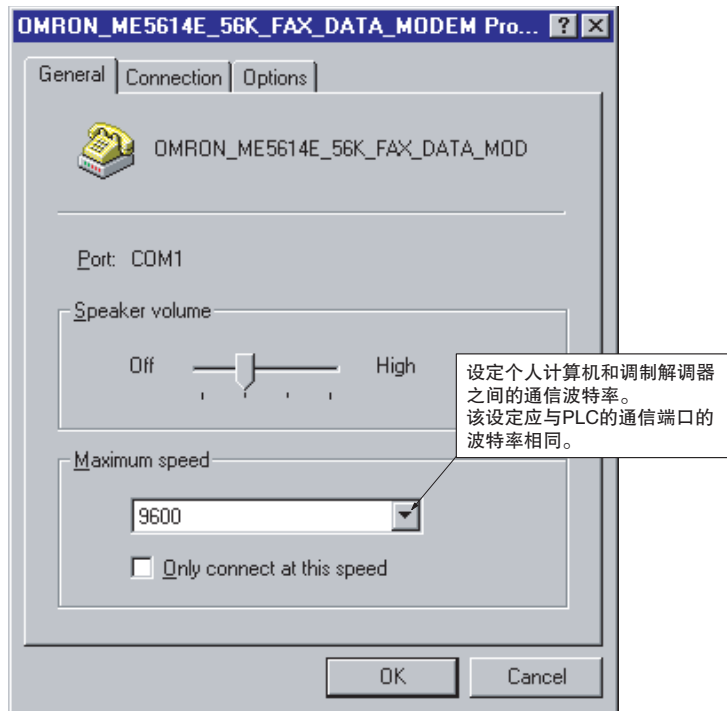 OMRON_ME5614E_56K_FAX_DATA_MODEM Pro...
General Connection Options
OMRON_ME5614E_56K_FAX_DATA_MOD
Port: COM1
Speaker volume
Off High
设定个人计算机和调制解调器
之间的通信波特率。
该设定应与PLC的通信端口的
波特率相同。
Maximum speed
9600
Only connect at this speed
OK Cancel